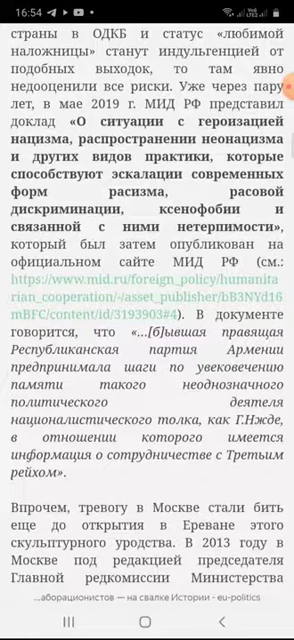 16:54
страны в ОДКБ и статус «любимой
наложницы» станут индульгенцией от
подобных выходок, то там явно
недооценили все риски. Уже через пару
лет, в мае 2019 г. МИД РФ представил
доклад «О ситуации с героизацией
нацизма, распространении неонацизма
и других видов практики, которые
способствуют эскалации современных
форм расизма, расовой
дискриминации, ксенофобии и
связанной с ними нетерпимости»,
который был затем опубликован на
официальном сайте МИД РФ (см.:
https://www.mid.ru/foreign_policy/humanita
rian_cooperation/-/asset_publisher/bB3NYd16
mBFC/content/id/3193903#4). В документе
говорится, что «…[б]ывшая правящая
Республиканская партия Армении
предпринимала шаги по увековечению
памяти такого неоднозначного
политического деятеля
националистического толка, как Г.Нжде,
в отношении которого имеется
информация о сотрудничестве с Третьим
рейхом».
Впрочем, тревогу в Москве стали бить
еще до открытия в Ереване этого
скульптурного уродства. В 2013 году в
Москве под редакцией председателя
Главной редкомиссии Министерства
...аборационистов — на свалке Истории - eu-politics